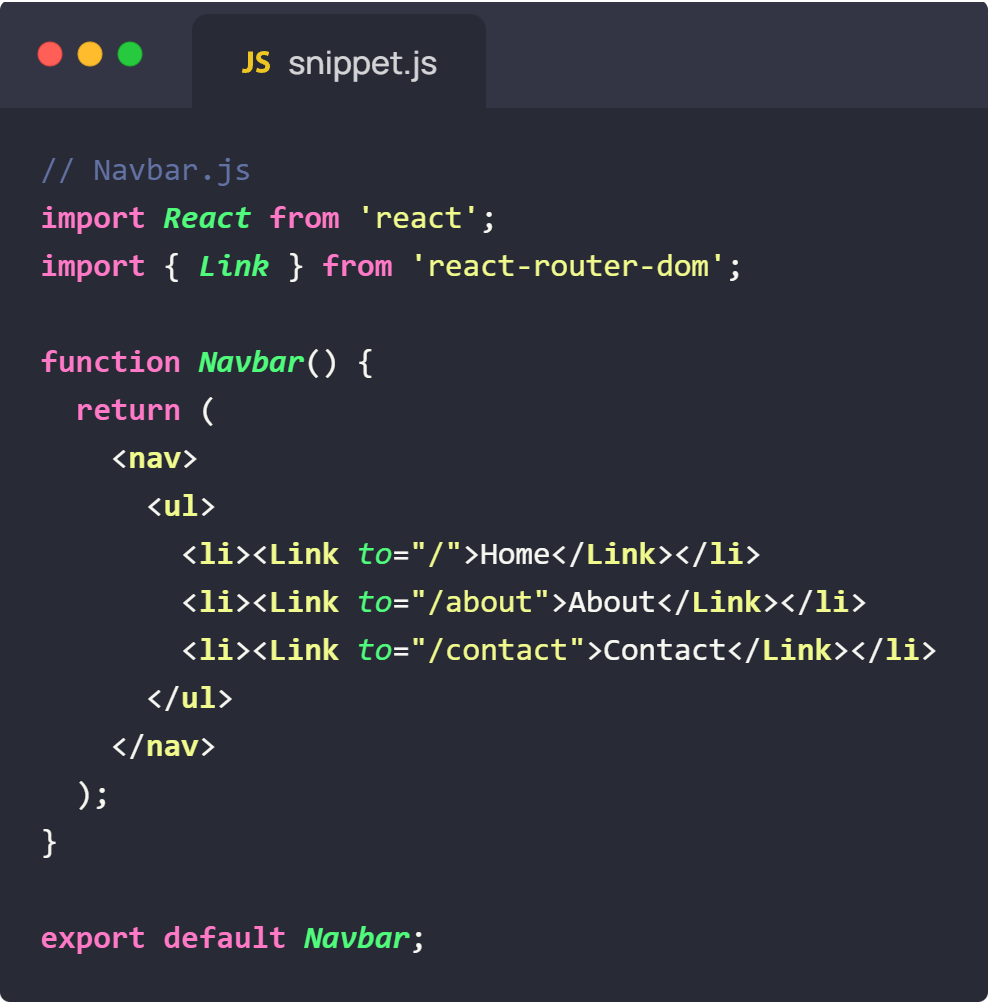 JS snippet.js
// Navbar.js
import React from 'react';
import { Link } from 'react-router-dom';

function Navbar() {
  return (
    <nav>
      <ul>
        <li><Link to="/">Home</Link></li>
        <li><Link to="/about">About</Link></li>
        <li><Link to="/contact">Contact</Link></li>
      </ul>
    </nav>
  );
}

export default Navbar;